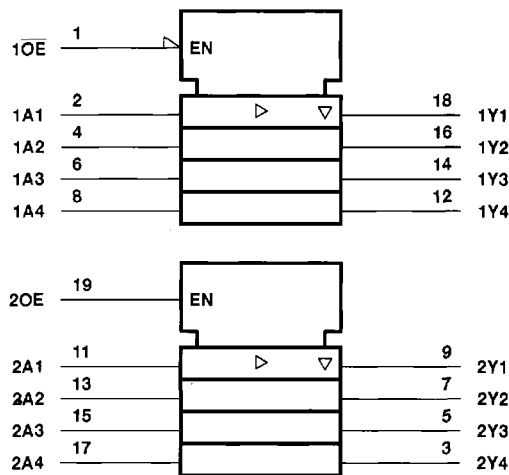 1O̅E̅ 1 EN
1A1 2 18 1Y1
1A2 4 16 1Y2
1A3 6 14 1Y3
1A4 8 12 1Y4
2OE 19 EN
2A1 11 9 2Y1
2A2 13 7 2Y2
2A3 15 5 2Y3
2A4 17 3 2Y4